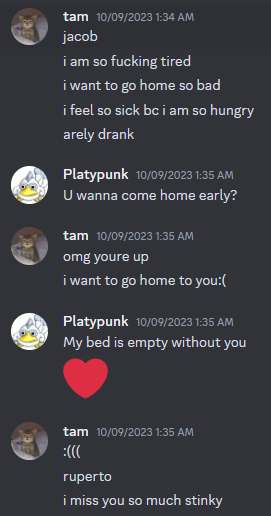 tam 10/09/2023 1:34 AM
jacob
i am so fucking tired
i want to go home so bad
i feel so sick bc i am so hungry
arely drank
Platypunk 10/09/2023 1:35 AM
U wanna come home early?
tam 10/09/2023 1:35 AM
omg youre up
i want to go home to you:(
Platypunk 10/09/2023 1:35 AM
My bed is empty without you
tam 10/09/2023 1:35 AM
:(((
ruperto
i miss you so much stinky